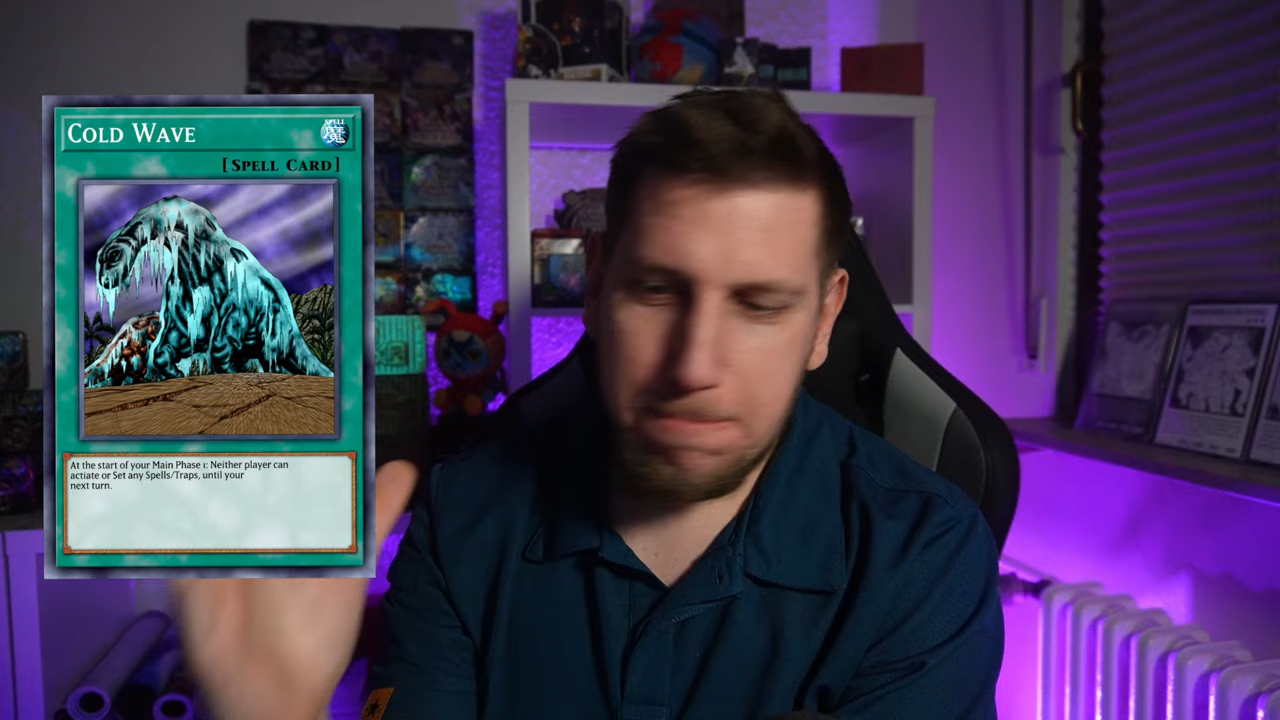 COLD WAVE
SPELL
[SPELL CARD]
At the start of your Main Phase 1: Neither player can
actiate or Set any Spells/Traps, until your
next turn.